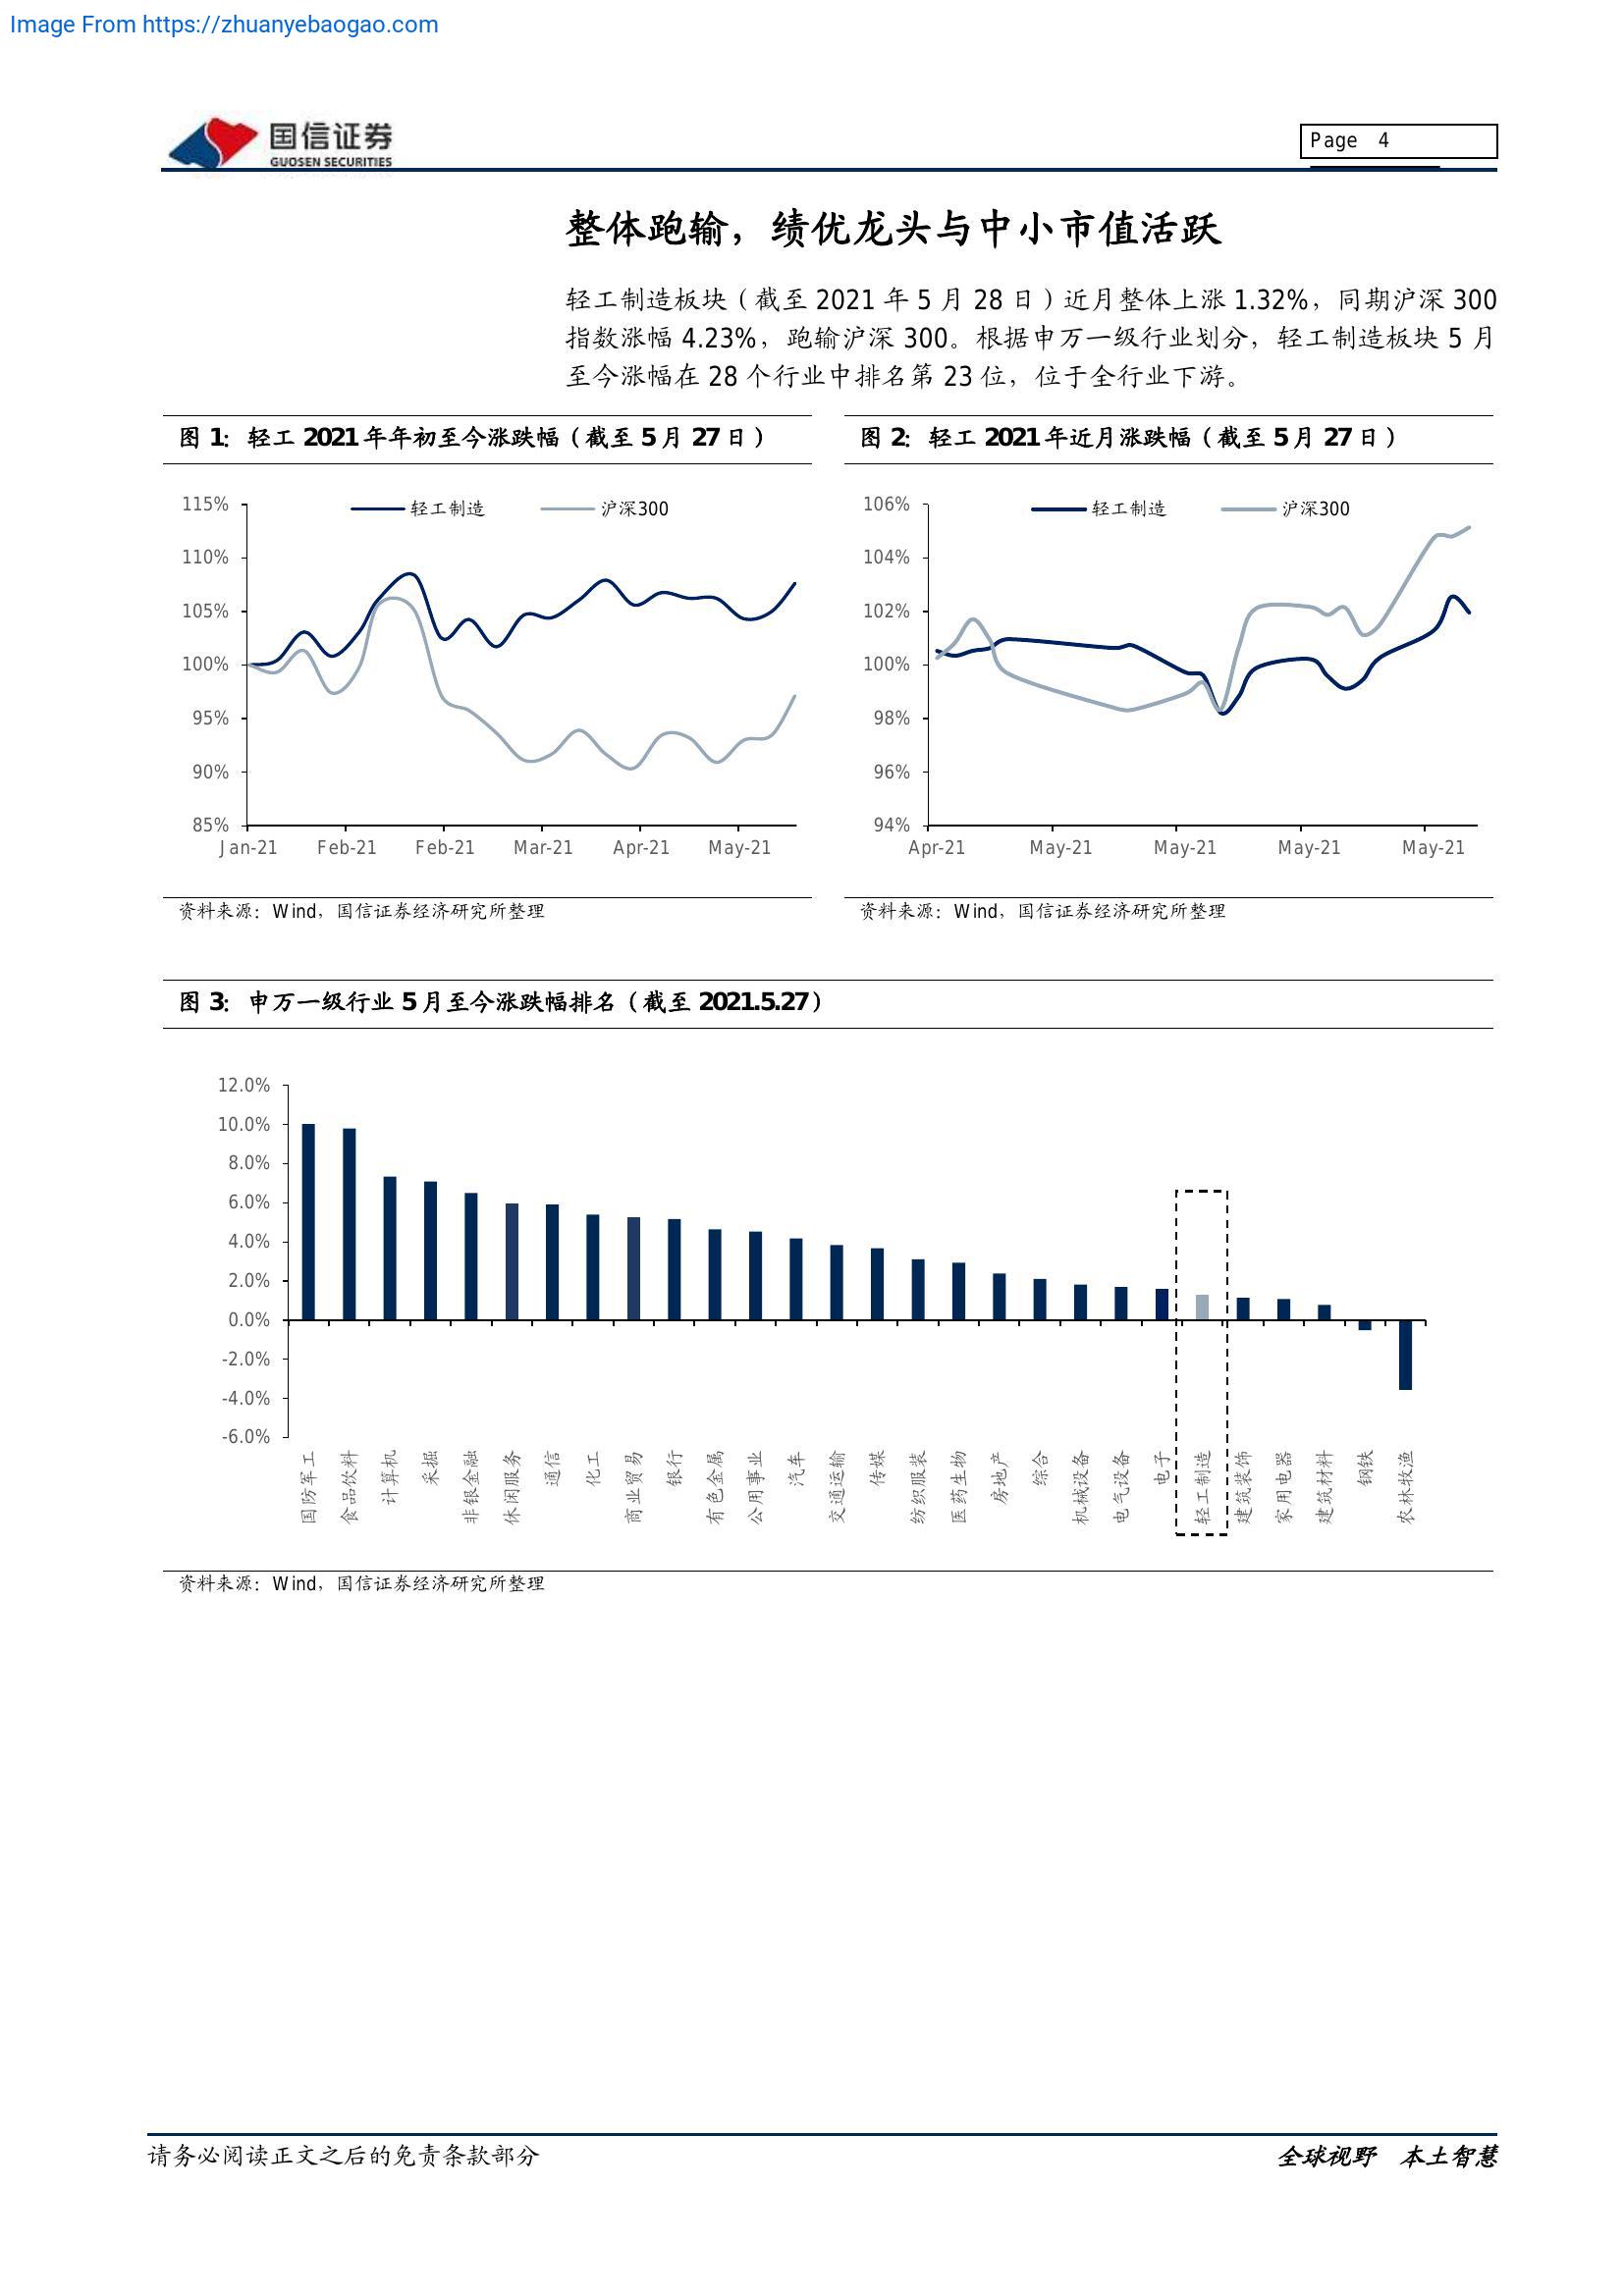 Image From https://zhuanyebaogao.com
国信证券
GUOSEN SECURITIES
Page 4
整体跑输，绩优龙头与中小市值活跃
轻工制造板块（截至 2021 年 5 月 28 日）近月整体上涨 1.32%，同期沪深 300
指数涨幅 4.23%，跑输沪深 300。根据申万一级行业划分，轻工制造板块 5 月
至今涨幅在 28 个行业中排名第 23 位，位于全行业下游。
图 1：轻工 2021 年年初至今涨跌幅（截至 5 月 27 日）
115%
110%
105%
100%
95%
90%
85%
轻工制造
沪深300
Jan-21
Feb-21
Feb-21
Mar-21
Apr-21
May-21
资料来源：Wind，国信证券经济研究所整理
图 2：轻工 2021 年近月涨跌幅（截至 5 月 27 日）
106%
104%
102%
100%
98%
96%
94%
轻工制造
沪深300
Apr-21
May-21
May-21
May-21
May-21
资料来源：Wind，国信证券经济研究所整理
图 3：申万一级行业 5 月至今涨跌幅排名（截至 2021.5.27）
12.0%
10.0%
8.0%
6.0%
4.0%
2.0%
0.0%
-2.0%
-4.0%
-6.0%
国防军工
食品饮料
计算机
采掘
非银金融
休闲服务
通信
化工
商业贸易
银行
有色金属
公用事业
汽车
交通运输
传媒
纺织服装
医药生物
房地产
综合
机械设备
电气设备
电子
轻工制造
建筑装饰
家用电器
建筑材料
钢铁
农林牧渔
资料来源：Wind，国信证券经济研究所整理
请务必阅读正文之后的免责条款部分
全球视野 本土智慧